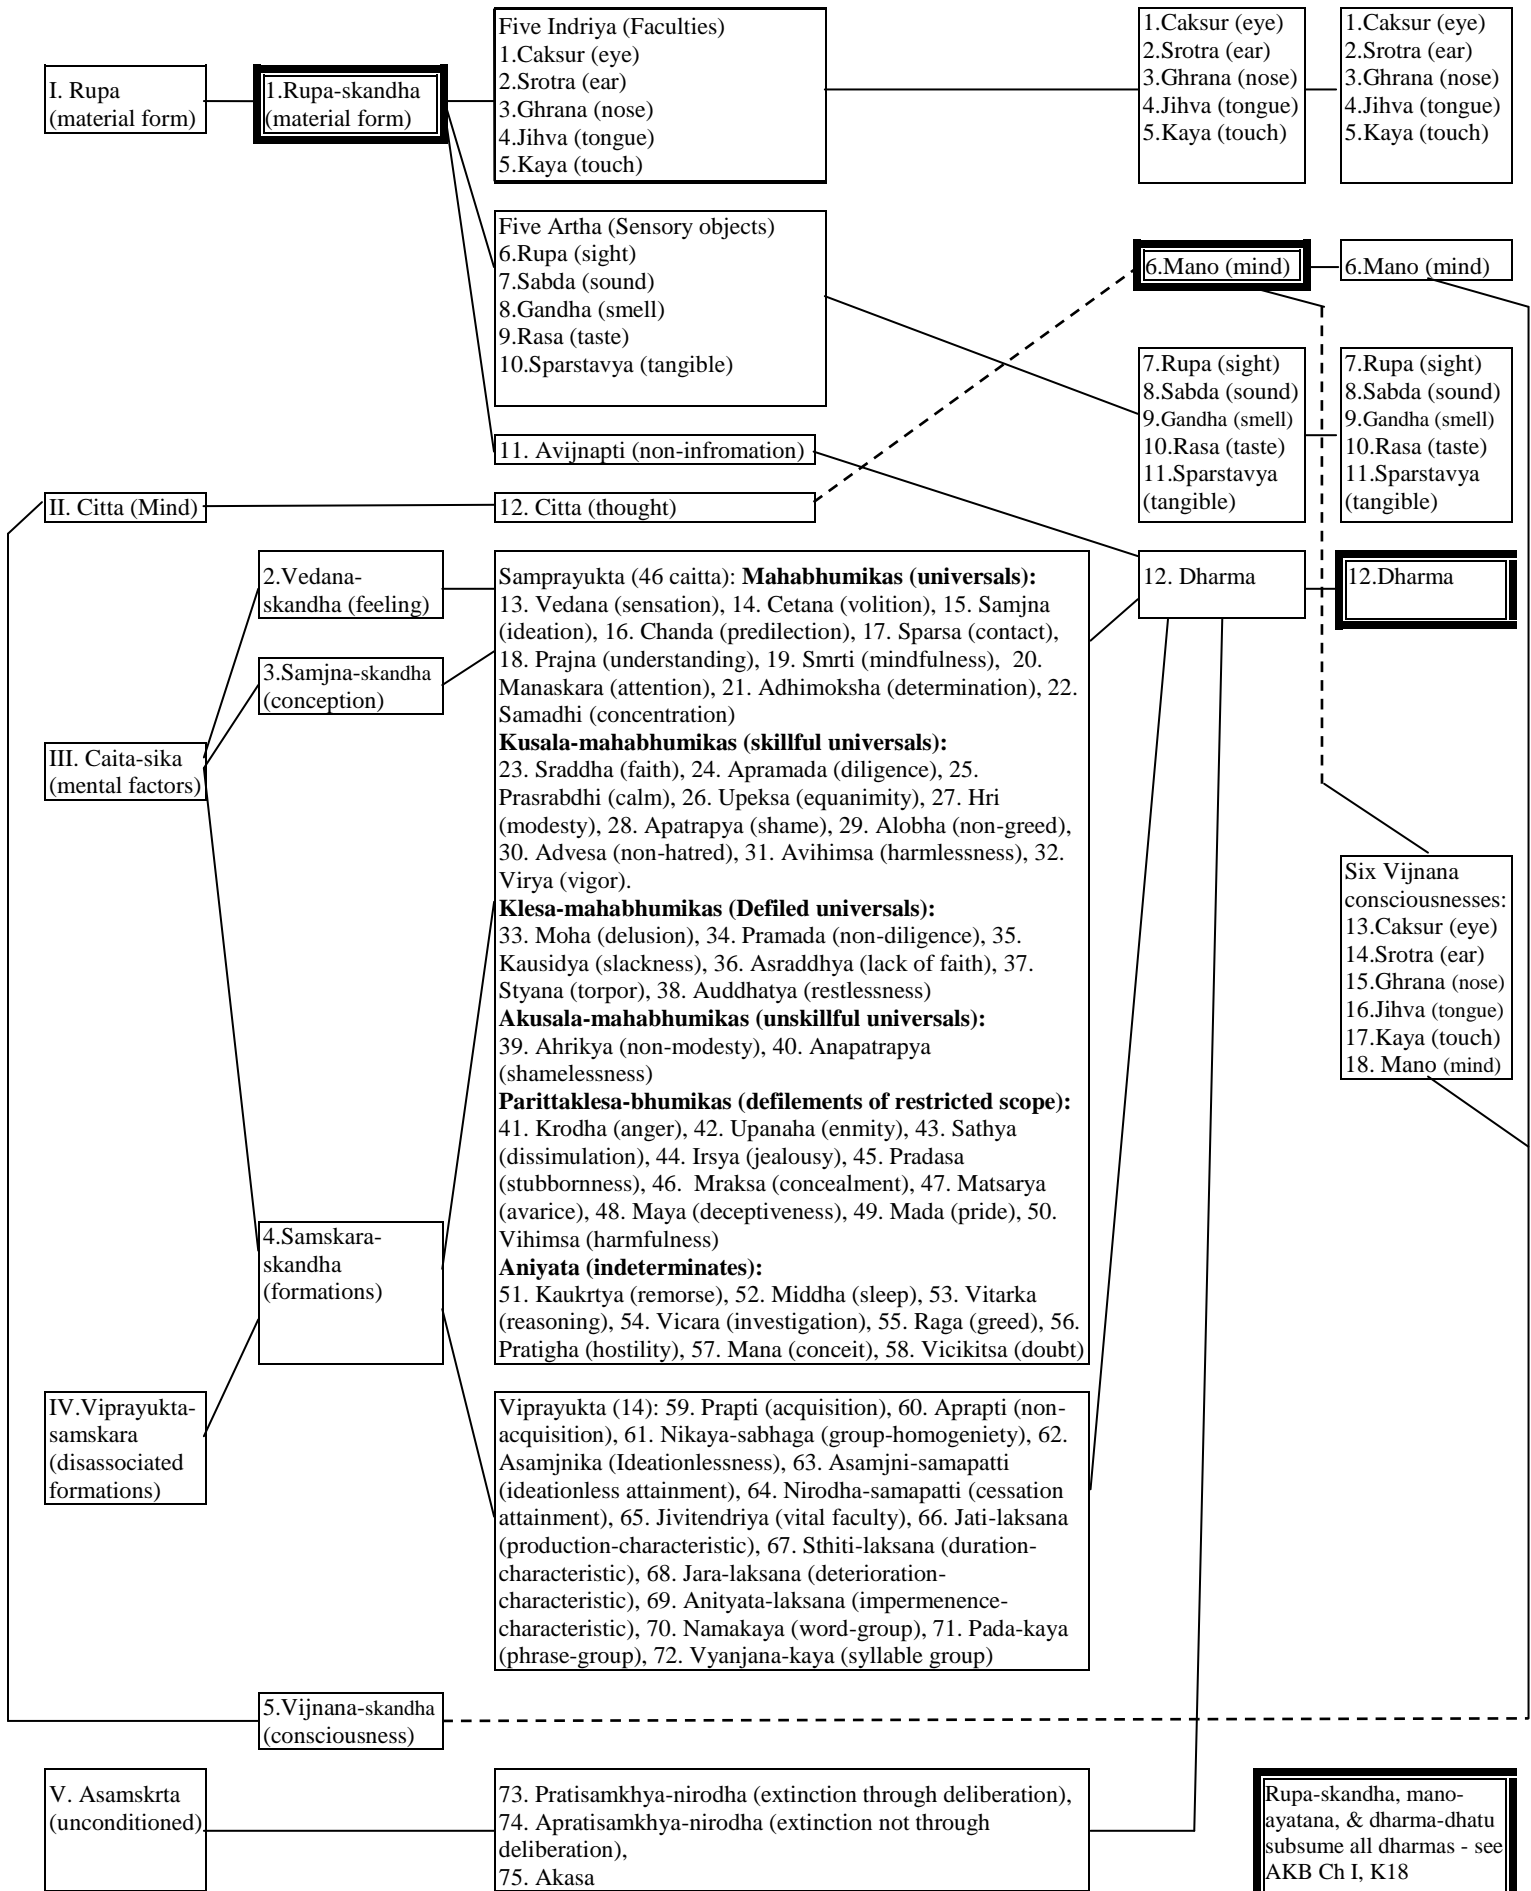 I. Rupa
(material form)
1.Rupa-skandha
(material form)
Five Indriya (Faculties)
1.Caksur (eye)
2.Srotra (ear)
3.Ghrana (nose)
4.Jihva (tongue)
5.Kaya (touch)
1.Caksur (eye)
2.Srotra (ear)
3.Ghrana (nose)
4.Jihva (tongue)
5.Kaya (touch)
1.Caksur (eye)
2.Srotra (ear)
3.Ghrana (nose)
4.Jihva (tongue)
5.Kaya (touch)
Five Artha (Sensory objects)
6.Rupa (sight)
7.Sabda (sound)
8.Gandha (smell)
9.Rasa (taste)
10.Sparstavya (tangible)
6.Mano (mind)
6.Mano (mind)
7.Rupa (sight)
8.Sabda (sound)
9.Gandha (smell)
10.Rasa (taste)
11.Sparstavya
(tangible)
7.Rupa (sight)
8.Sabda (sound)
9.Gandha (smell)
10.Rasa (taste)
11.Sparstavya
(tangible)
11. Avijnapti (non-infromation)
II. Citta (Mind)
12. Citta (thought)
2.Vedana-
skandha (feeling)
3.Samjna-skandha
(conception)
III. Caita-sika
(mental factors)
Samprayukta (46 caitta): Mahabhumikas (universals):
13. Vedana (sensation), 14. Cetana (volition), 15. Samjna
(ideation), 16. Chanda (predilection), 17. Sparsa (contact),
18. Prajna (understanding), 19. Smrti (mindfulness), 20.
Manaskara (attention), 21. Adhimoksha (determination), 22.
Samadhi (concentration)
Kusala-mahabhumikas (skillful universals):
23. Sraddha (faith), 24. Apramada (diligence), 25.
Prasrabdhi (calm), 26. Upeksa (equanimity), 27. Hri
(modesty), 28. Apatrapya (shame), 29. Alobha (non-greed),
30. Advesa (non-hatred), 31. Avihimsa (harmlessness), 32.
Virya (vigor).
Klesa-mahabhumikas (Defiled universals):
33. Moha (delusion), 34. Pramada (non-diligence), 35.
Kausidya (slackness), 36. Asraddhya (lack of faith), 37.
Styana (torpor), 38. Auddhatya (restlessness)
Akusala-mahabhumikas (unskillful universals):
39. Ahrikya (non-modesty), 40. Anapatrapya
(shamelessness)
Parittaklesa-bhumikas (defilements of restricted scope):
41. Krodha (anger), 42. Upanaha (enmity), 43. Sathya
(dissimulation), 44. Irsya (jealousy), 45. Pradasa
(stubbornness), 46. Mraksa (concealment), 47. Matsarya
(avarice), 48. Maya (deceptiveness), 49. Mada (pride), 50.
Vihimsa (harmfulness)
Aniyata (indeterminates):
51. Kaukrtya (remorse), 52. Middha (sleep), 53. Vitarka
(reasoning), 54. Vicara (investigation), 55. Raga (greed), 56.
Pratigha (hostility), 57. Mana (conceit), 58. Vicikitsa (doubt)
12. Dharma
12.Dharma
Six Vijnana
consciousnesses:
13.Caksur (eye)
14.Srotra (ear)
15.Ghrana (nose)
16.Jihva (tongue)
17.Kaya (touch)
18. Mano (mind)
4.Samskara-
skandha
(formations)
IV.Viprayukta-
samskara
(disassociated
formations)
Viprayukta (14): 59. Prapti (acquisition), 60. Aprapti (non-
acquisition), 61. Nikaya-sabhaga (group-homogeniety), 62.
Asamjnika (Ideationlessness), 63. Asamjni-samapatti
(ideationless attainment), 64. Nirodha-samapatti (cessation
attainment), 65. Jivitendriya (vital faculty), 66. Jati-laksana
(production-characteristic), 67. Sthiti-laksana (duration-
characteristic), 68. Jara-laksana (deterioration-
characteristic), 69. Anityata-laksana (impermenence-
characteristic), 70. Namakaya (word-group), 71. Pada-kaya
(phrase-group), 72. Vyanjana-kaya (syllable group)
5.Vijnana-skandha
(consciousness)
V. Asamskrta
(unconditioned)
73. Pratisamkhya-nirodha (extinction through deliberation),
74. Apratisamkhya-nirodha (extinction not through
deliberation),
75. Akasa
Rupa-skandha, mano-
ayatana, & dharma-dhatu
subsume all dharmas - see
AKB Ch I, K18